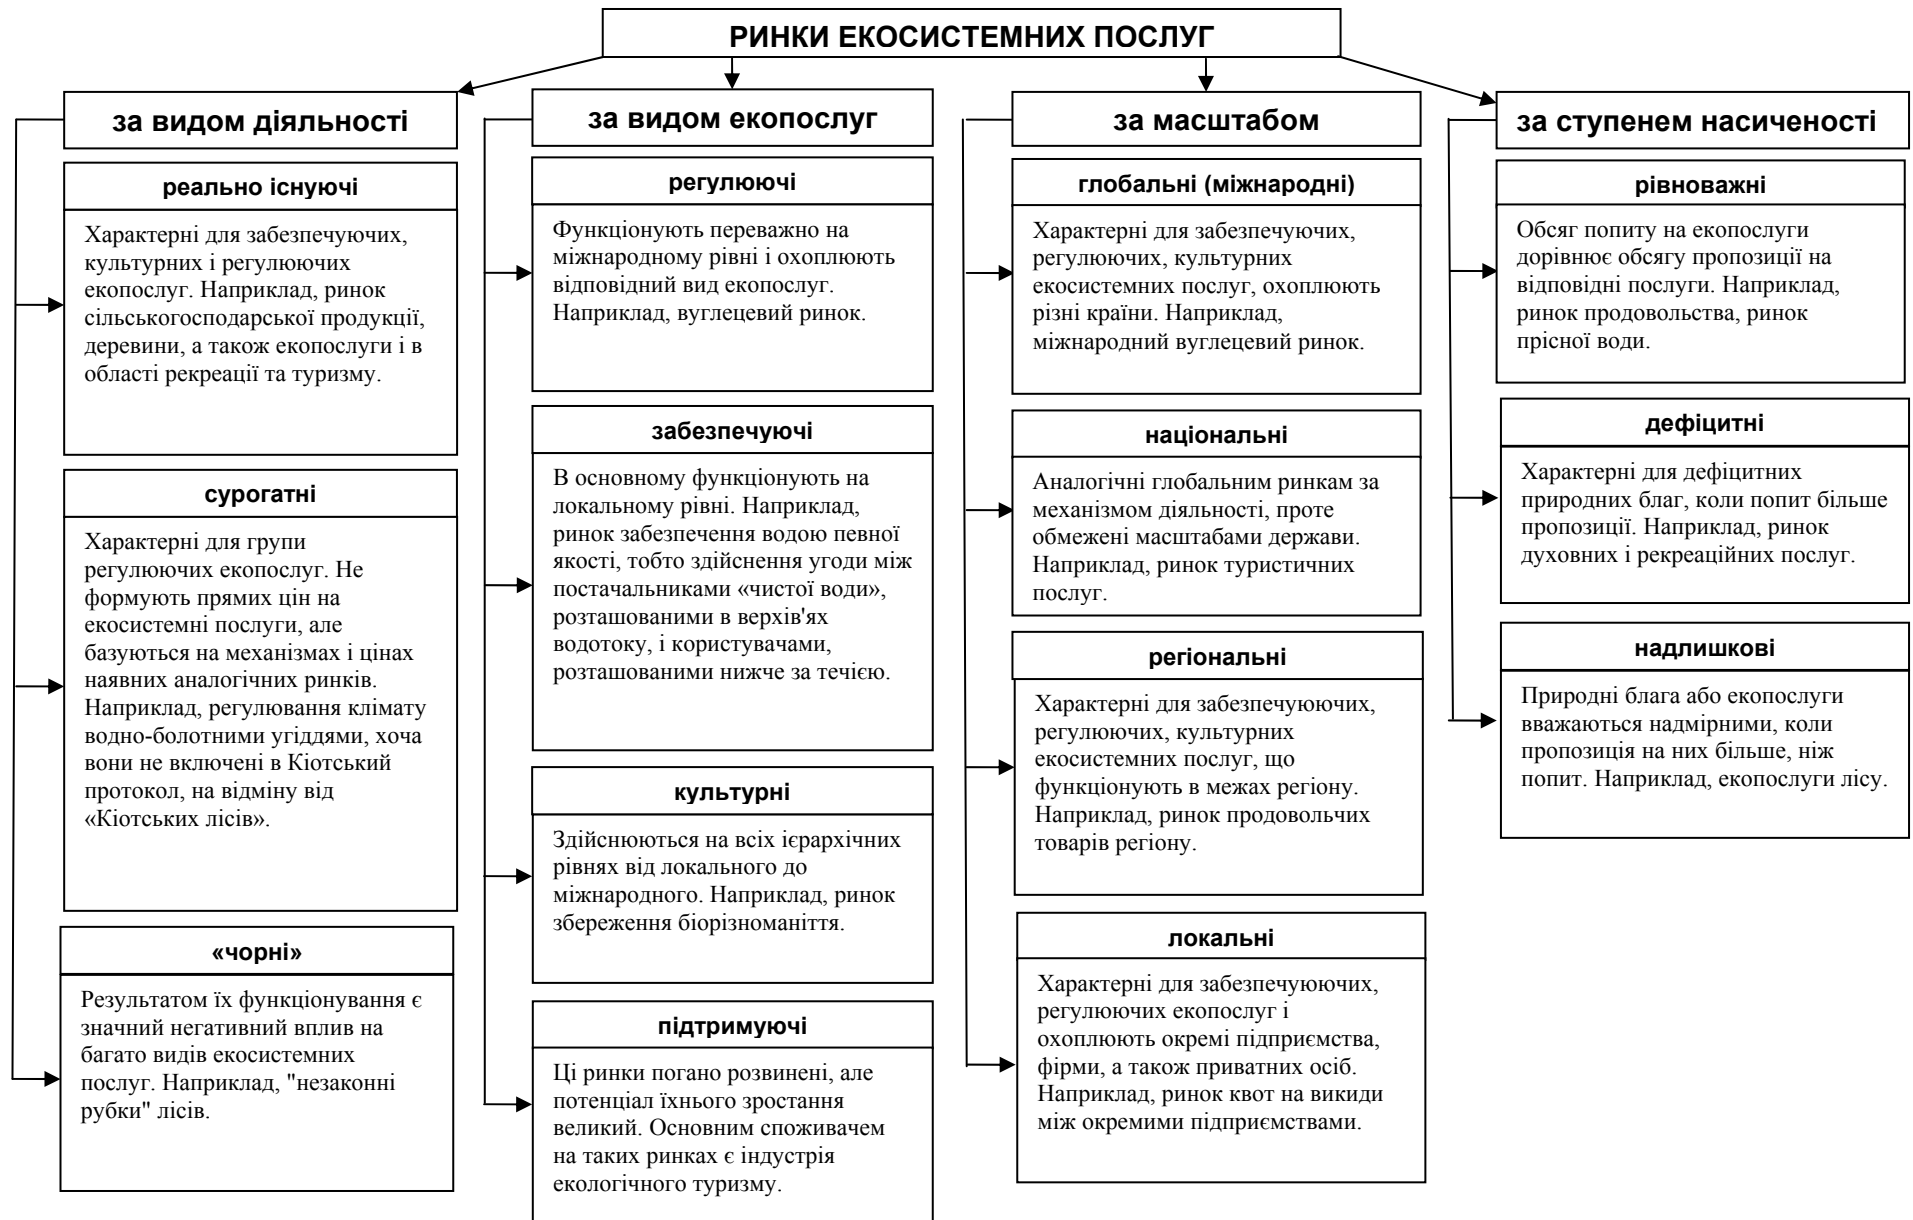 РИНКИ ЕКОСИСТЕМНИХ ПОСЛУГ
за видом діяльності
реально існуючі
Характерні для забезпечуючих,
культурних і регулюючих
екопослуг. Наприклад, ринок
сільськогосподарської продукції,
деревини, а також екопослуги і в
області рекреації та туризму.
сурогатні
Характерні для групи
регулюючих екопослуг. Не
формують прямих цін на
екосистемні послуги, але
базуються на механізмах і цінах
наявних аналогічних ринків.
Наприклад, регулювання клімату
водно-болотними угіддями, хоча
вони не включені в Кіотський
протокол, на відміну від
«Кіотських лісів».
«чорні»
Результатом їх функціонування є
значний негативний вплив на
багато видів екосистемних
послуг. Наприклад, "незаконні
рубки" лісів.
за видом екопослуг
регулюючі
Функціонують переважно на
міжнародному рівні і охоплюють
відповідний вид екопослуг.
Наприклад, вуглецевий ринок.
забезпечуючі
В основному функціонують на
локальному рівні. Наприклад,
ринок забезпечення водою певної
якості, тобто здійснення угоди між
постачальниками «чистої води»,
розташованими в верхів'ях
водотоку, і користувачами,
розташованими нижче за течією.
культурні
Здійснюються на всіх ієрархічних
рівнях від локального до
міжнародного. Наприклад, ринок
збереження біорізноманіття.
підтримуючі
Ці ринки погано розвинені, але
потенціал їхнього зростання
великий. Основним споживачем
на таких ринках є індустрія
екологічного туризму.
за масштабом
глобальні (міжнародні)
Характерні для забезпечуючих,
регулюючих, культурних
екосистемних послуг, охоплюють
різні країни. Наприклад,
міжнародний вуглецевий ринок.
національні
Аналогічні глобальним ринкам за
механізмом діяльності, проте
обмежені масштабами держави.
Наприклад, ринок туристичних
послуг.
регіональні
Характерні для забезпечуюючих,
регулюючих, культурних
екосистемних послуг, що
функціонують в межах регіону.
Наприклад, ринок продовольчих
товарів регіону.
локальні
Характерні для забезпечуюючих,
регулюючих екопослуг і
охоплюють окремі підприємства,
фірми, а також приватних осіб.
Наприклад, ринок квот на викиди
між окремими підприємствами.
за ступенем насиченості
рівноважні
Обсяг попиту на екопослуги
дорівнює обсягу пропозиції на
відповідні послуги. Наприклад,
ринок продовольства, ринок
прісної води.
дефіцитні
Характерні для дефіцитних
природних благ, коли попит більше
пропозиції. Наприклад, ринок
духовних і рекреаційних послуг.
надлишкові
Природні блага або екопослуги
вважаються надмірними, коли
пропозиція на них більше, ніж
попит. Наприклад, екопослуги лісу.